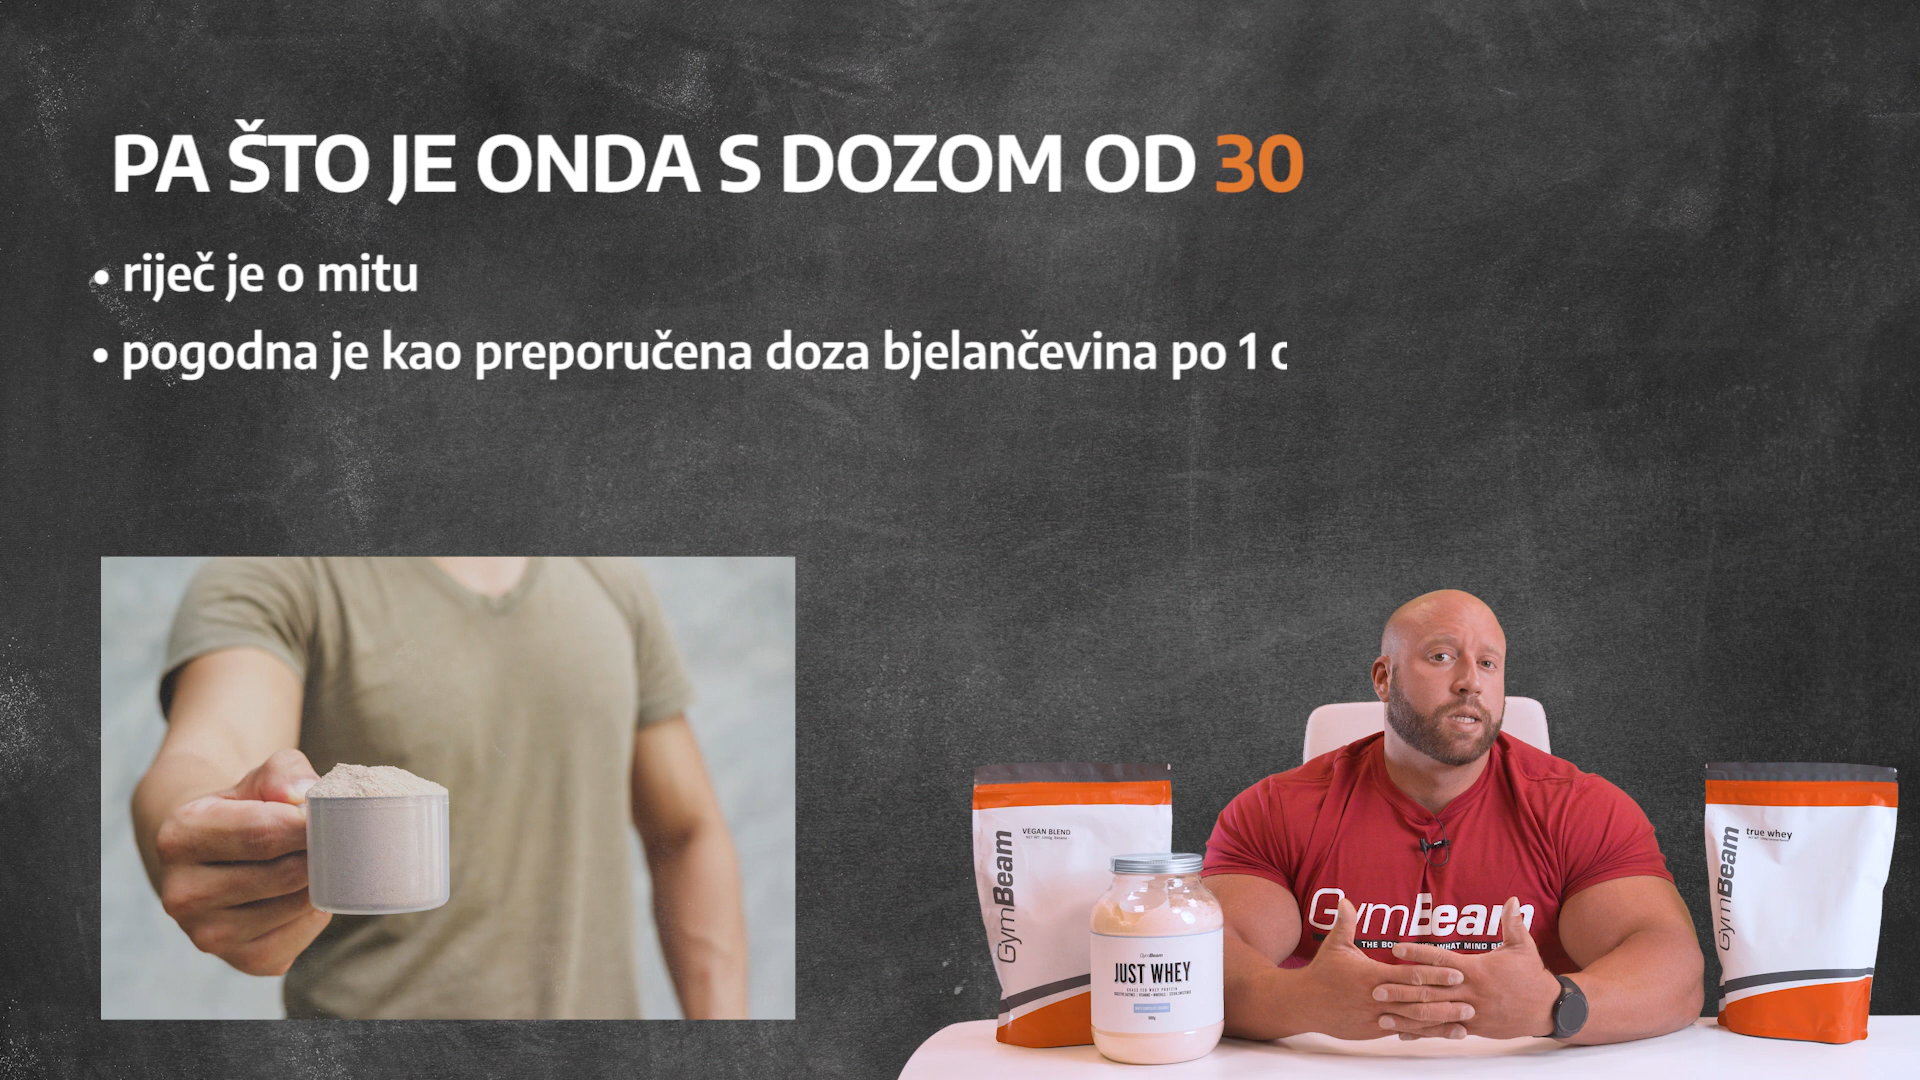 PA ŠTO JE ONDA S DOZOM OD 30
• riječ je o mitu
• pogodna je kao preporučena doza bjelančevina po 1
VEGAN BLEND
GymBeam
GymBeam
JUST WHEY
GymBeam
true whey
GymBeam